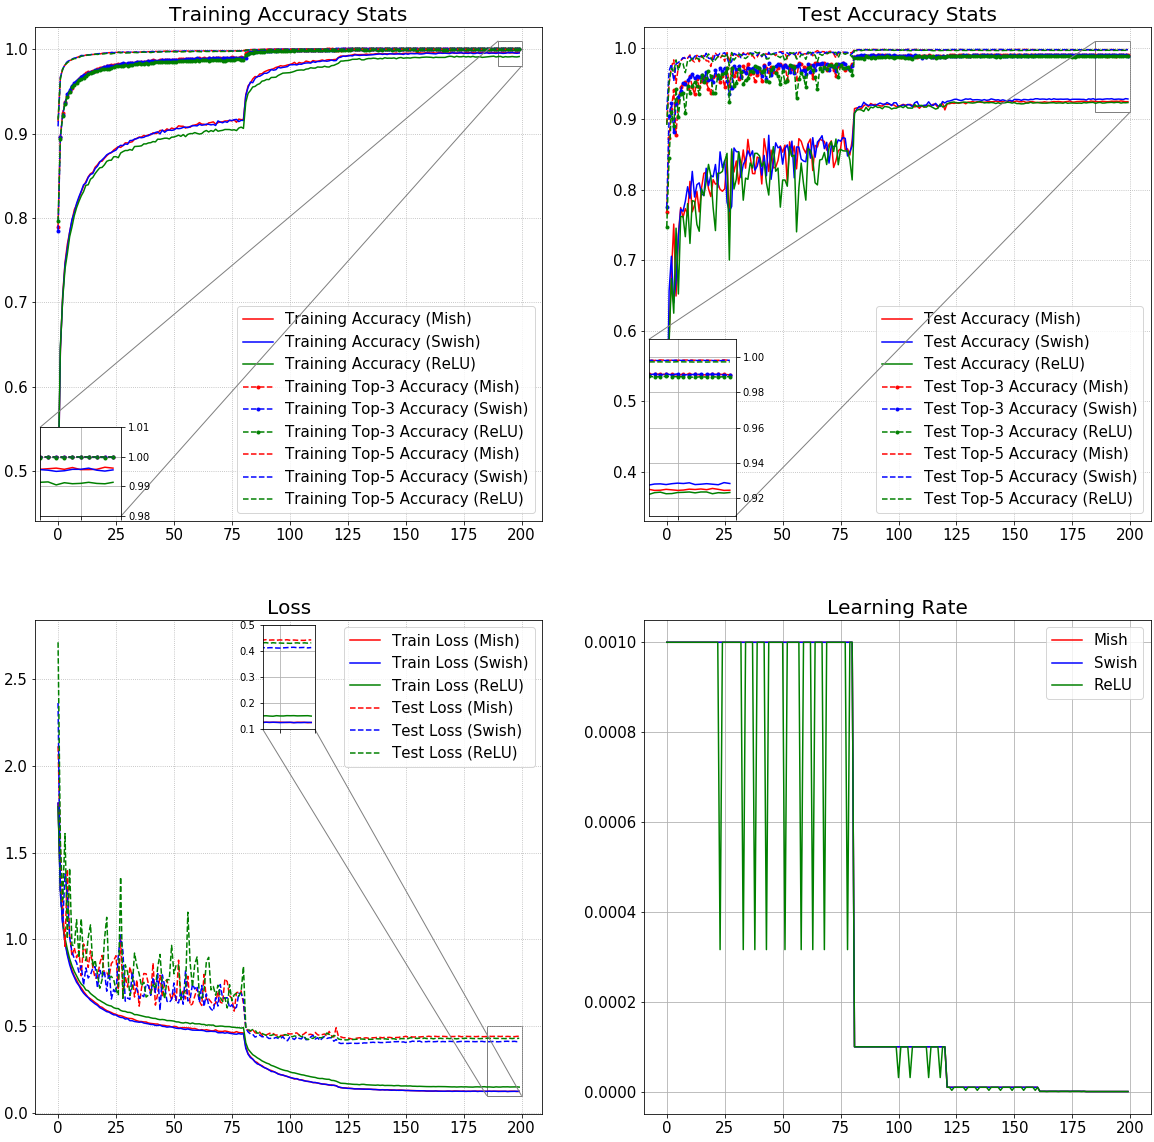 Training Accuracy Stats
1.0
0.9
0.8
0.7
0.6
0.5
0
25
50
75
100
125
150
175
200
Training Accuracy (Mish)
Training Accuracy (Swish)
Training Accuracy (ReLU)
Training Top-3 Accuracy (Mish)
Training Top-3 Accuracy (Swish)
Training Top-3 Accuracy (ReLU)
Training Top-5 Accuracy (Mish)
Training Top-5 Accuracy (Swish)
Training Top-5 Accuracy (ReLU)
1.01
1.00
0.99
0.98
Test Accuracy Stats
1.0
0.9
0.8
0.7
0.6
0.5
0.4
0
25
50
75
100
125
150
175
200
Test Accuracy (Mish)
Test Accuracy (Swish)
Test Accuracy (ReLU)
Test Top-3 Accuracy (Mish)
Test Top-3 Accuracy (Swish)
Test Top-3 Accuracy (ReLU)
Test Top-5 Accuracy (Mish)
Test Top-5 Accuracy (Swish)
Test Top-5 Accuracy (ReLU)
1.00
0.98
0.96
0.94
0.92
Loss
2.5
2.0
1.5
1.0
0.5
0.0
0
25
50
75
100
125
150
175
200
0.5
0.4
0.3
0.2
0.1
Train Loss (Mish)
Train Loss (Swish)
Train Loss (ReLU)
Test Loss (Mish)
Test Loss (Swish)
Test Loss (ReLU)
Learning Rate
0.0010
0.0008
0.0006
0.0004
0.0002
0.0000
0
25
50
75
100
125
150
175
200
Mish
Swish
ReLU